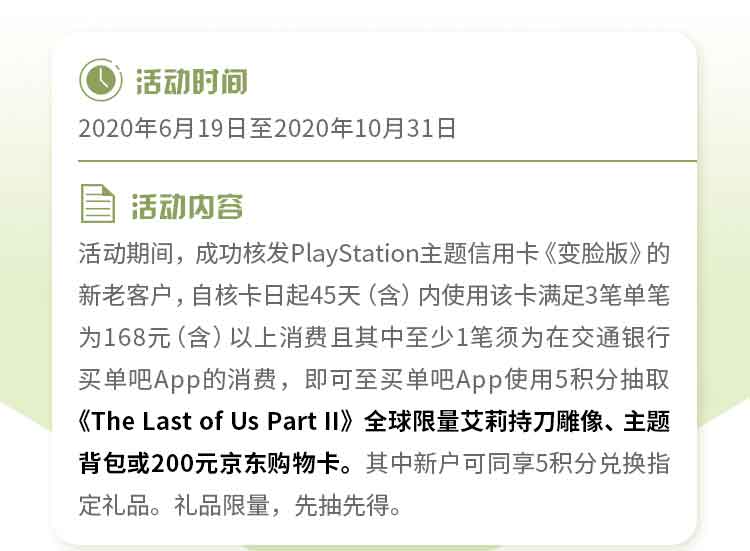 活动时间
2020年6月19日至2020年10月31日
活动内容
活动期间，成功核发PlayStation主题信用卡《变脸版》的
新老客户，自核卡日起45天（含）内使用该卡满足3笔单笔
为168元（含）以上消费且其中至少1笔须为在交通银行
买单吧App的消费，即可至买单吧App使用5积分抽取
《The Last of Us Part II》全球限量艾莉持刀雕像、主题
背包或200元京东购物卡。其中新户可同享5积分兑换指
定礼品。礼品限量，先抽先得。